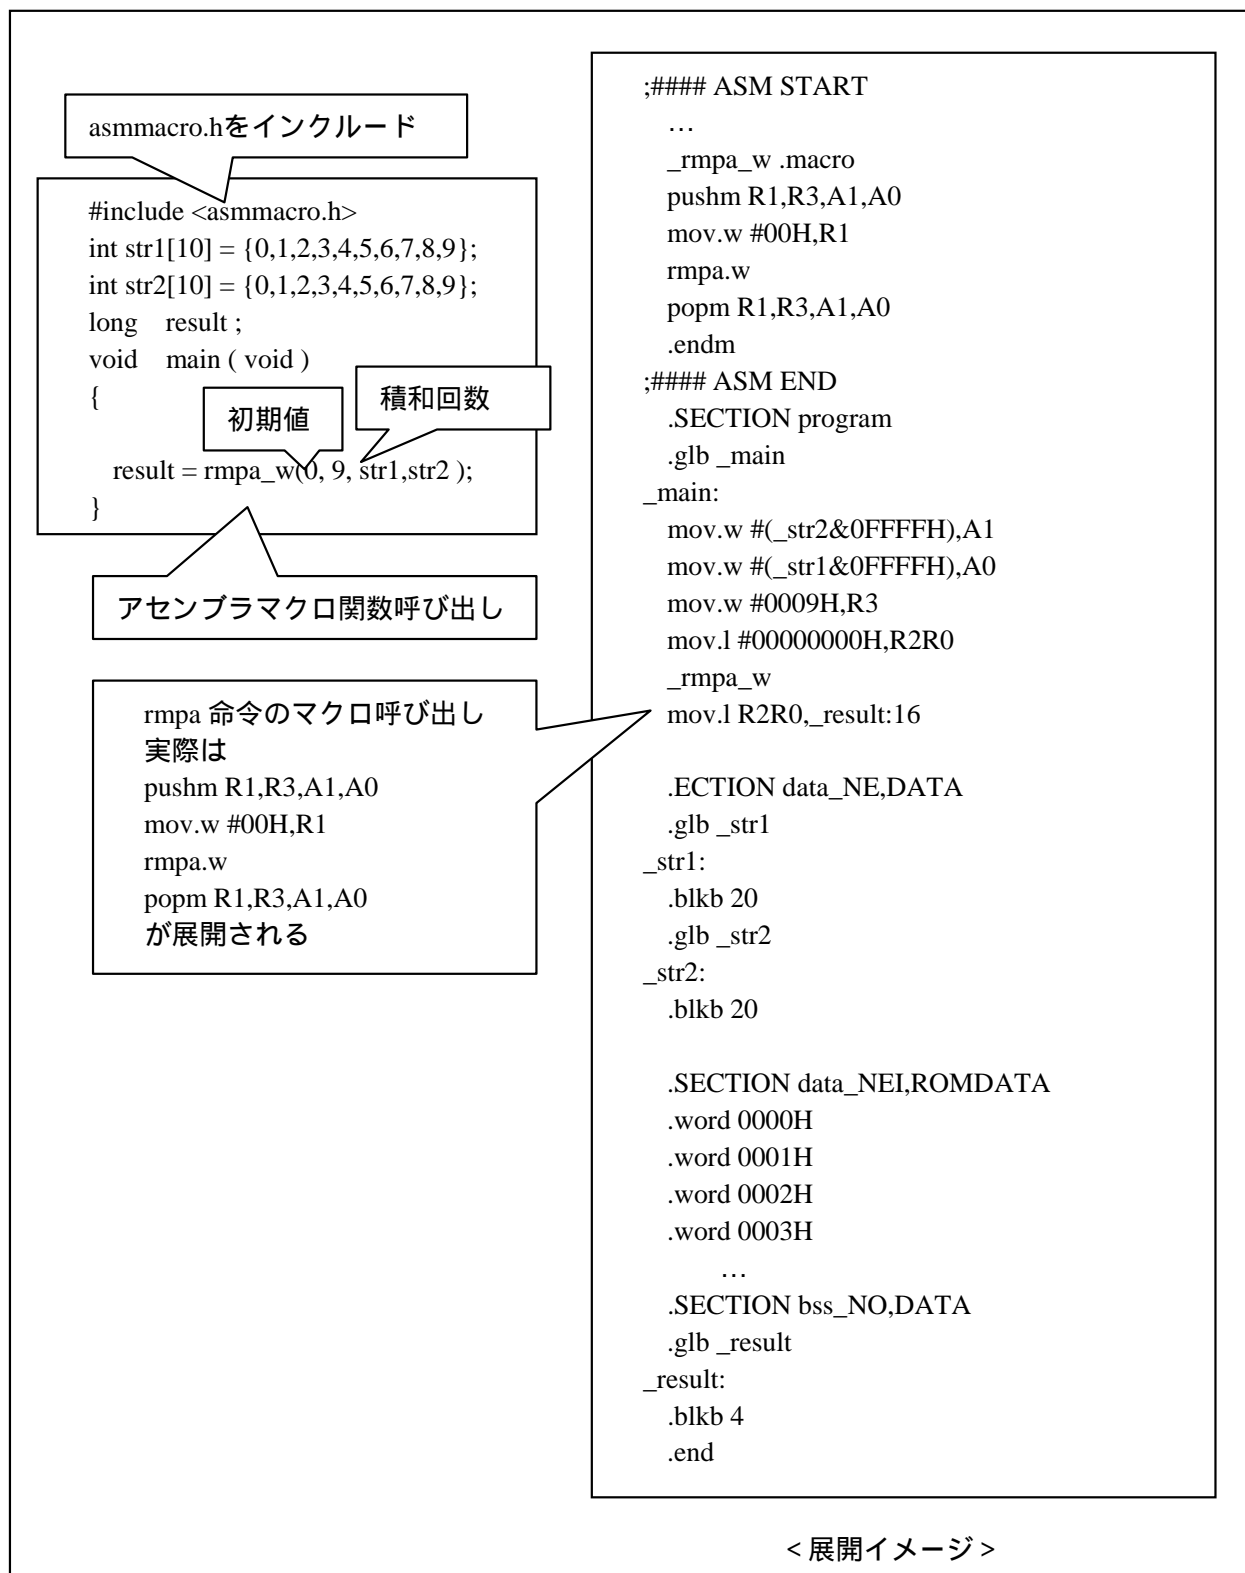 asmmacro.hをインクルード
#include <asmmacro.h>
int str1[10] = {0,1,2,3,4,5,6,7,8,9};
int str2[10] = {0,1,2,3,4,5,6,7,8,9};
long result ;
void main ( void )
{
初期値
積和回数
result = rmpa_w(0, 9, str1,str2 );
}
アセンブラマクロ関数呼び出し
rmpa 命令のマクロ呼び出し
実際は
pushm R1,R3,A1,A0
mov.w #00H,R1
rmpa.w
popm R1,R3,A1,A0
が展開される
;#### ASM START
…
_rmpa_w .macro
pushm R1,R3,A1,A0
mov.w #00H,R1
rmpa.w
popm R1,R3,A1,A0
.endm
;#### ASM END
.SECTION program
.glb _main
_main:
mov.w #(_str2&0FFFFH),A1
mov.w #(_str1&0FFFFH),A0
mov.w #0009H,R3
mov.l #00000000H,R2R0
_rmpa_w
mov.l R2R0,_result:16
.ECTION data_NE,DATA
.glb _str1
_str1:
.blkb 20
.glb _str2
_str2:
.blkb 20
.SECTION data_NEI,ROMDATA
.word 0000H
.word 0001H
.word 0002H
.word 0003H
…
.SECTION bss_NO,DATA
.glb _result
_result:
.blkb 4
.end
<展開イメージ>